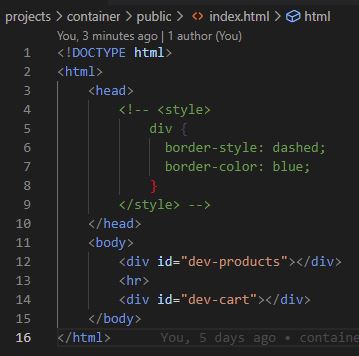 projects > container > public > <> index.html > html
You, 3 minutes ago | 1 author (You)
1 <!DOCTYPE html>
2 <html>
3     <head>
4         <!-- <style>
5             div {
6               border-style: dashed;
7               border-color: blue;
8             }
9         </style> -->
10     </head>
11     <body>
12         <div id="dev-products"></div>
13         <hr>
14         <div id="dev-cart"></div>
15     </body>
16 </html>     You, 5 days ago • containe